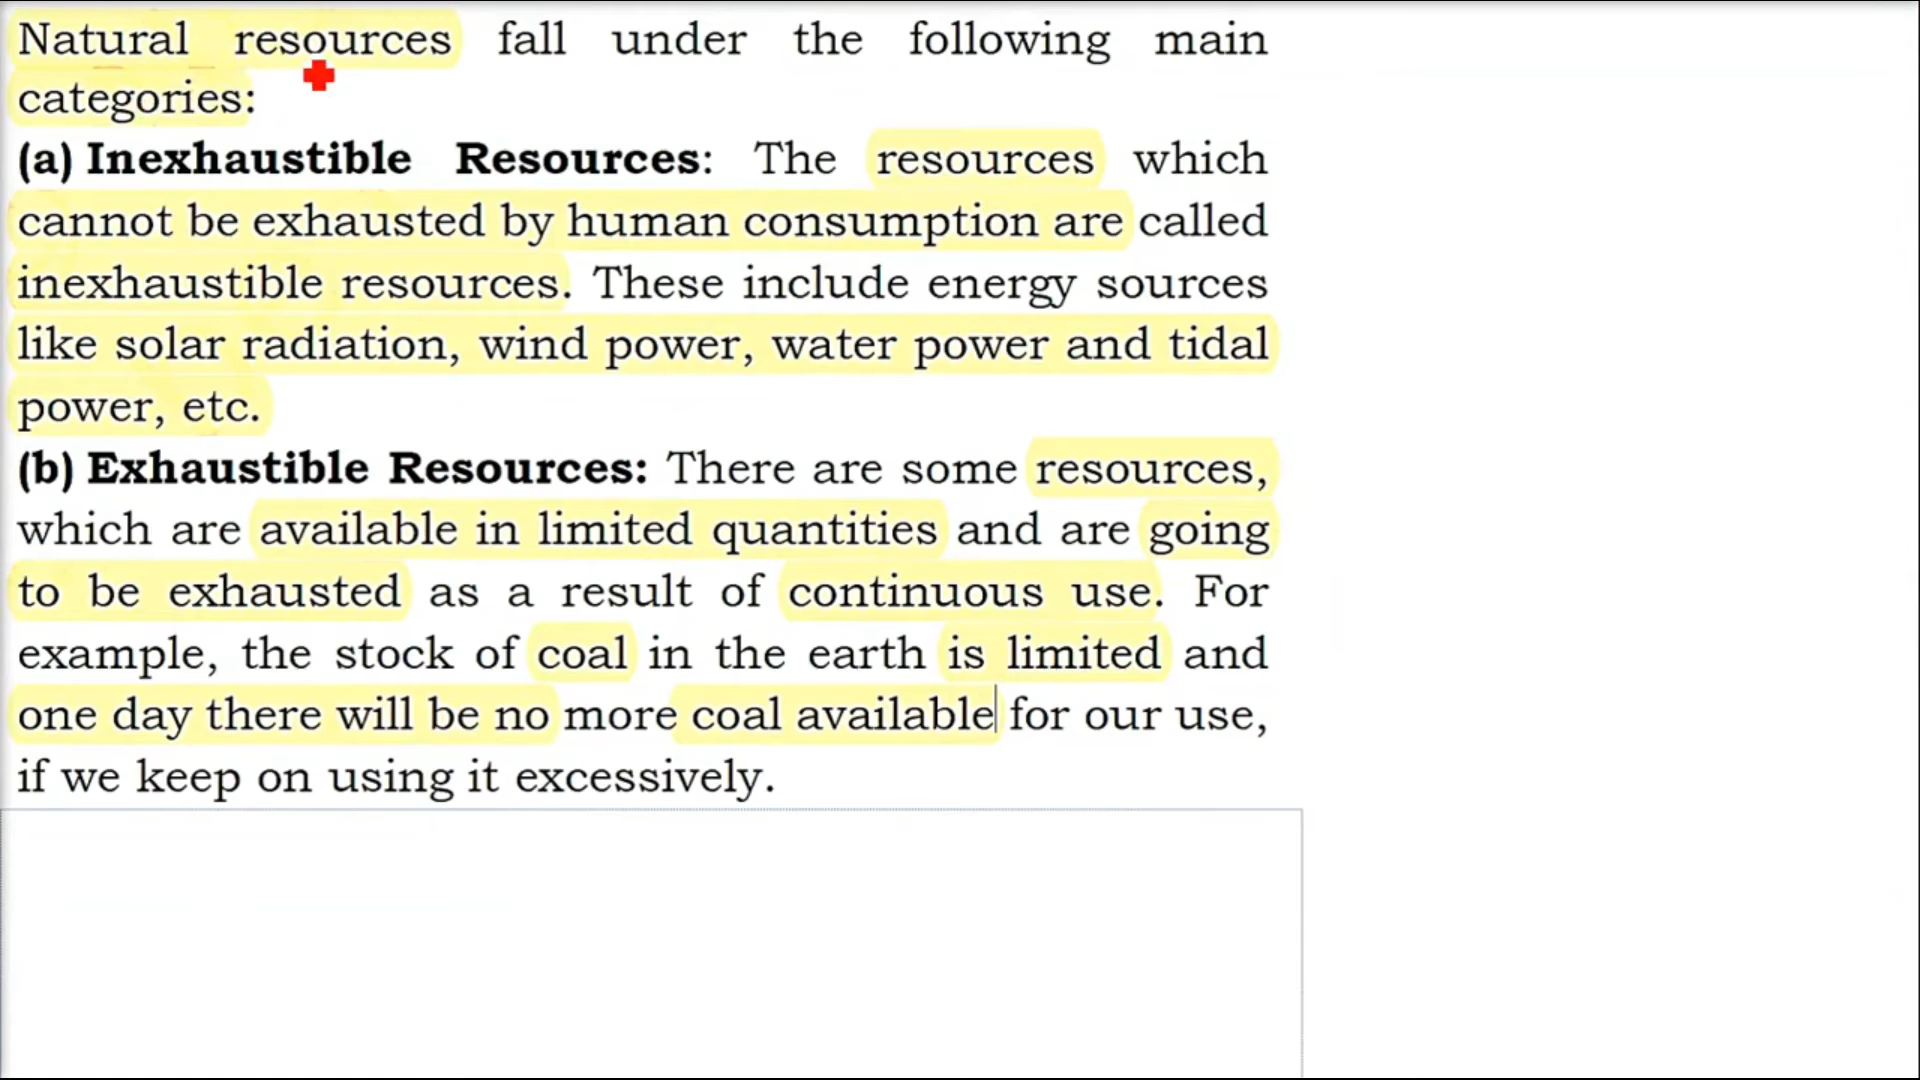 Natural resources fall under the following main
categories:
(a) Inexhaustible Resources: The resources which
cannot be exhausted by human consumption are called
inexhaustible resources. These include energy sources
like solar radiation, wind power, water power and tidal
power, etc.
(b) Exhaustible Resources: There are some resources,
which are available in limited quantities and are going
to be exhausted as a result of continuous use. For
example, the stock of coal in the earth is limited and
one day there will be no more coal available for our use,
if we keep on using it excessively.